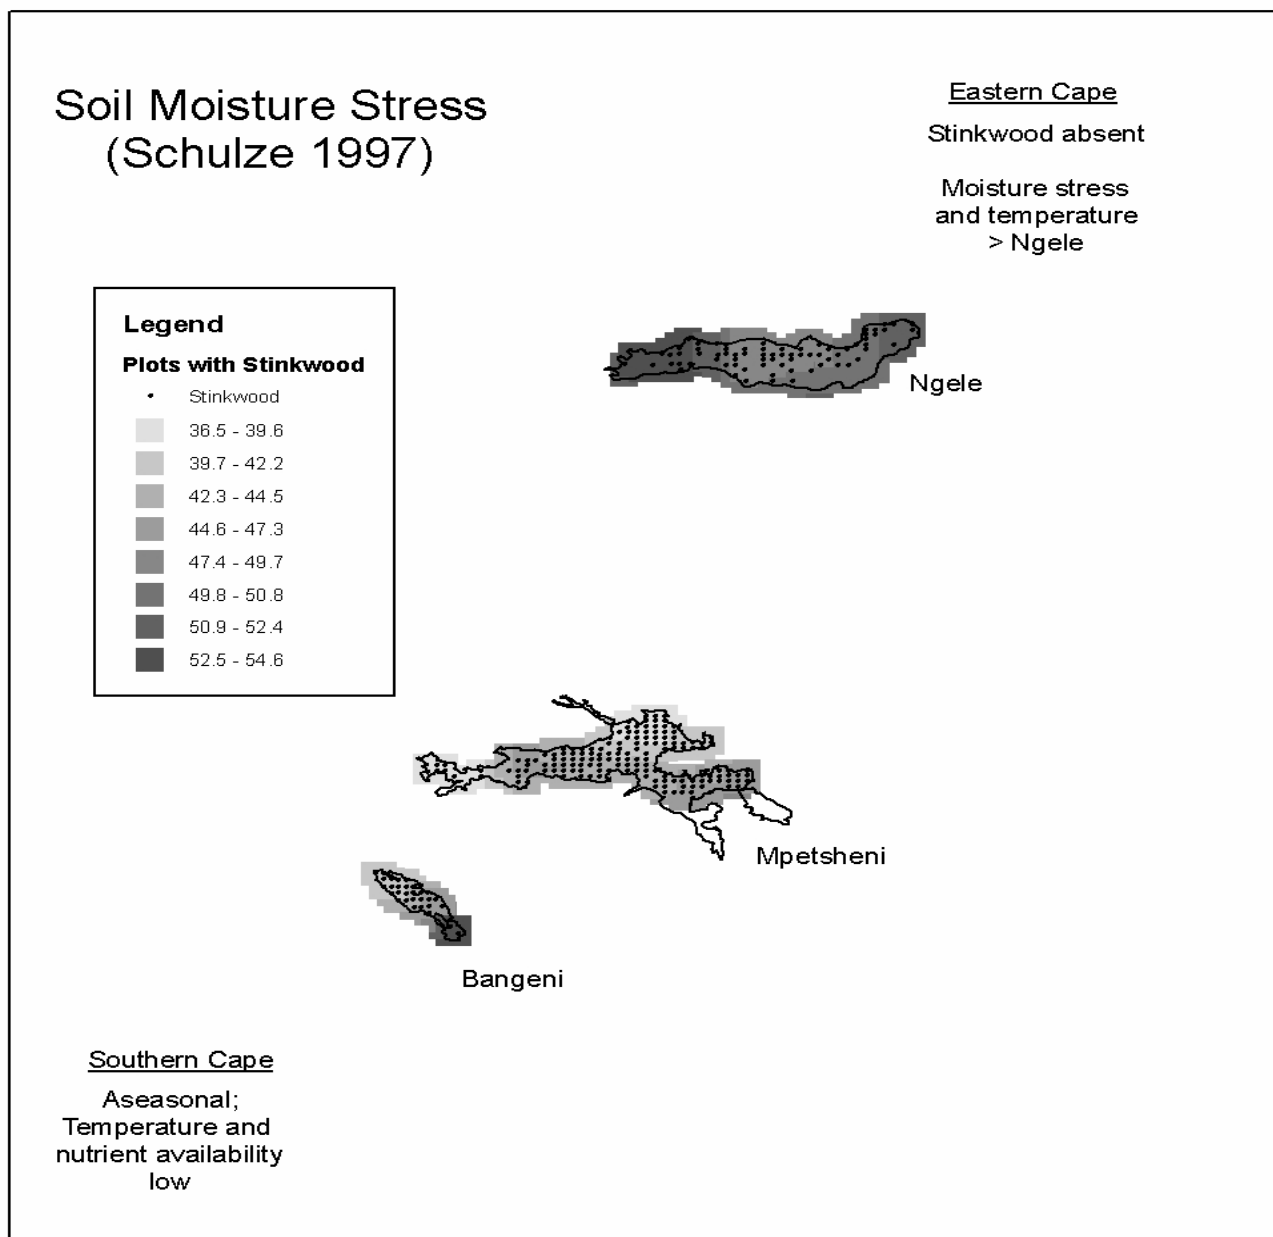 Soil Moisture Stress
(Schulze 1997)
Eastern Cape
Stinkwood absent
Moisture stress
and temperature
> Ngele
Legend
Plots with Stinkwood
Stinkwood
36.5 - 39.6
39.7 - 42.2
42.3 - 44.5
44.6 - 47.3
47.4 - 49.7
49.8 - 50.8
50.9 - 52.4
52.5 - 54.6
Ngele
Mpetsheni
Bangeni
Southern Cape
Aseasonal;
Temperature and
nutrient availability
low